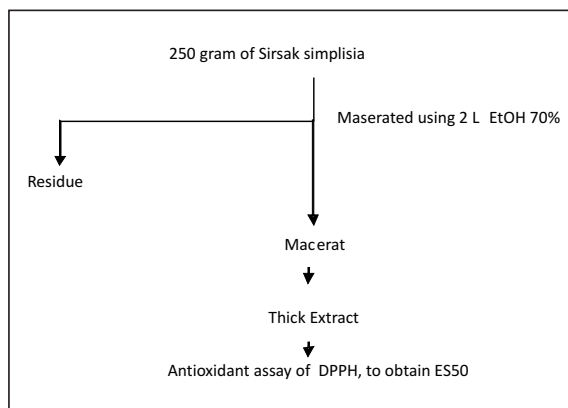 250 gram of Sirsak simplisia
Maserated using 2 L EtOH 70%
Residue
Macerat
Thick Extract
Antioxidant assay of DPPH, to obtain ES50